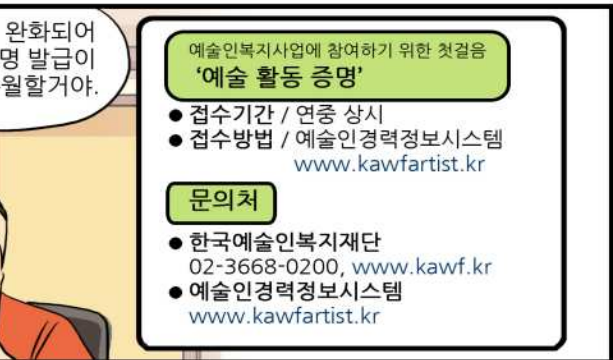 완화되어
명 발급이
월할거야.
예술인복지사업에 참여하기 위한 첫걸음
‘예술 활동 증명’
● 접수기간 / 연중 상시
● 접수방법 / 예술인경력정보시스템
www.kawfartist.kr
문의처
● 한국예술인복지재단
02-3668-0200, www.kawf.kr
● 예술인경력정보시스템
www.kawfartist.kr